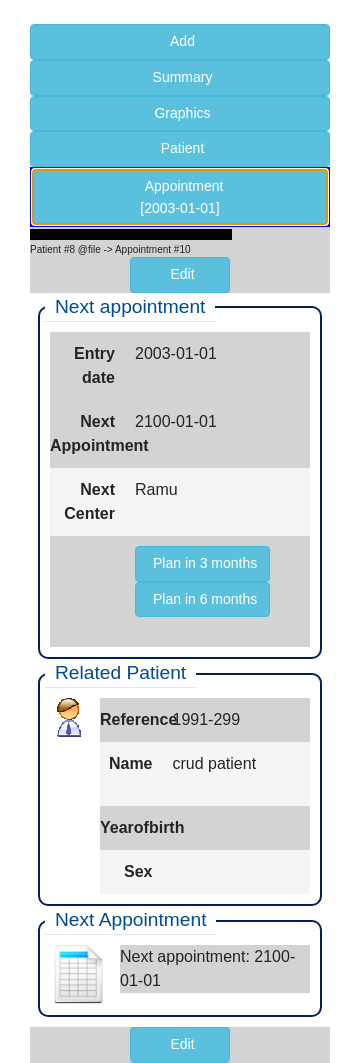 Add
Summary
Graphics
Patient
Appointment
[2003-01-01]
Patient #8 @file -> Appointment #10
Edit
Next appointment
Entry date 2003-01-01
Next Appointment 2100-01-01
Next Center Ramu
Plan in 3 months
Plan in 6 months
Related Patient
Reference 1991-299
Name crud patient
Yearofbirth
Sex
Next Appointment
Next appointment: 2100-
01-01
Edit